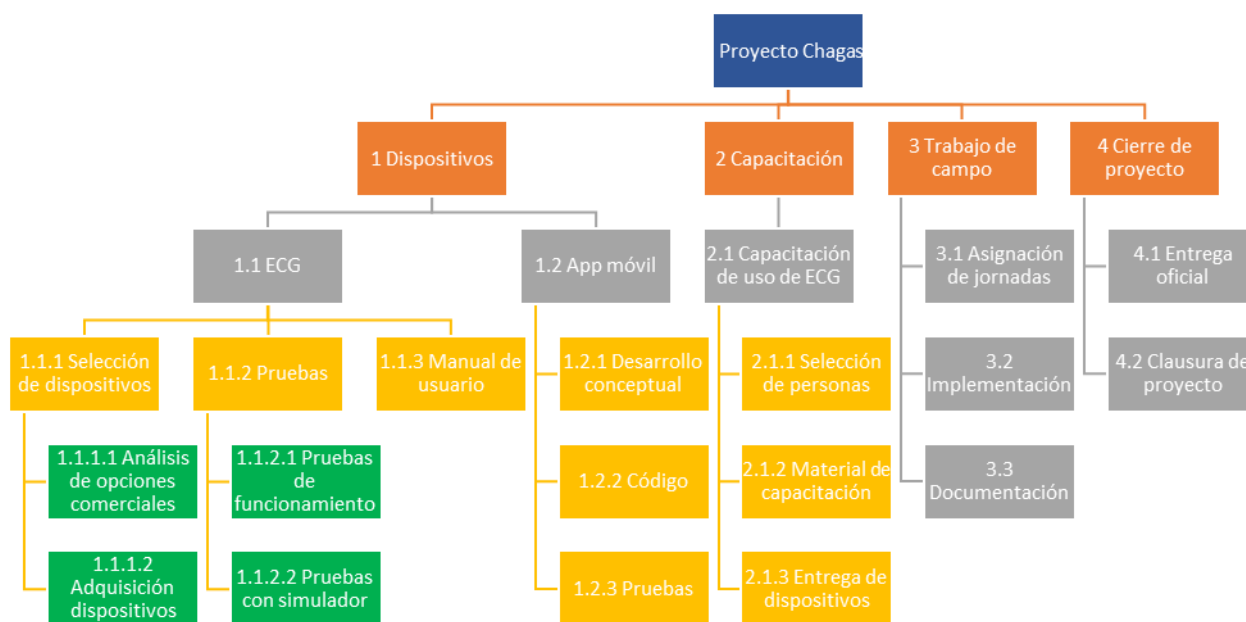 Proyecto Chagas
1 Dispositivos
2 Capacitación
3 Trabajo de
campo
4 Cierre de
proyecto
1.1 ECG
1.2 App móvil
2.1 Capacitación
de uso de ECG
3.1 Asignación
de jornadas
4.1 Entrega
oficial
1.1.1 Selección
de dispositivos
1.1.2 Pruebas
1.1.3 Manual de
usuario
1.2.1 Desarrollo
conceptual
2.1.1 Selección
de personas
3.2
Implementación
4.2 Clausura de
proyecto
1.1.1.1 Análisis
de opciones
comerciales
1.1.2.1 Pruebas
de
funcionamiento
1.2.2 Código
2.1.2 Material de
capacitación
3.3
Documentación
1.1.1.2
Adquisición
dispositivos
1.1.2.2 Pruebas
con simulador
1.2.3 Pruebas
2.1.3 Entrega de
dispositivos